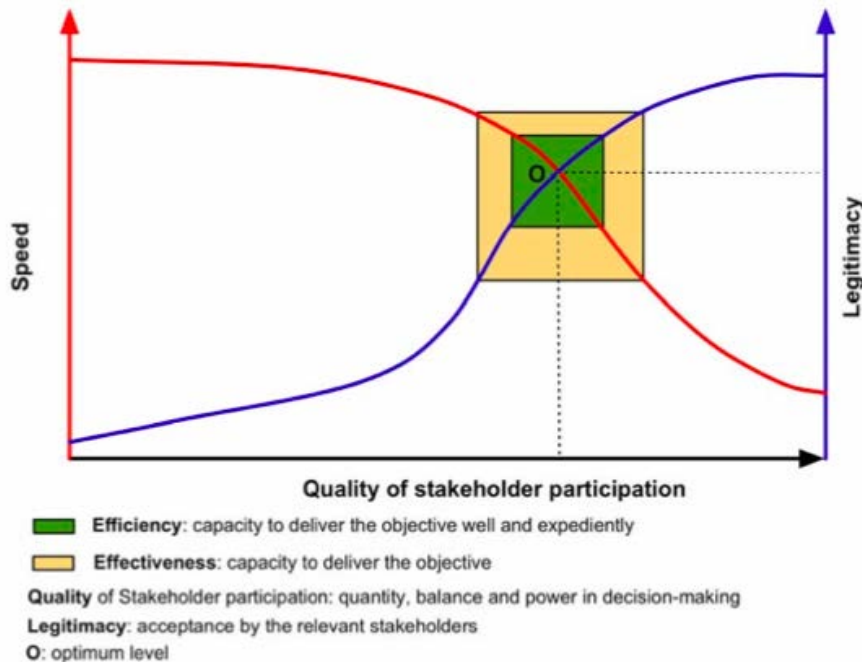 Speed
O
Legitimacy
Quality of stakeholder participation
Efficiency: capacity to deliver the objective well and expediently
Effectiveness: capacity to deliver the objective
Quality of Stakeholder participation: quantity, balance and power in decision-making
Legitimacy: acceptance by the relevant stakeholders
O: optimum level